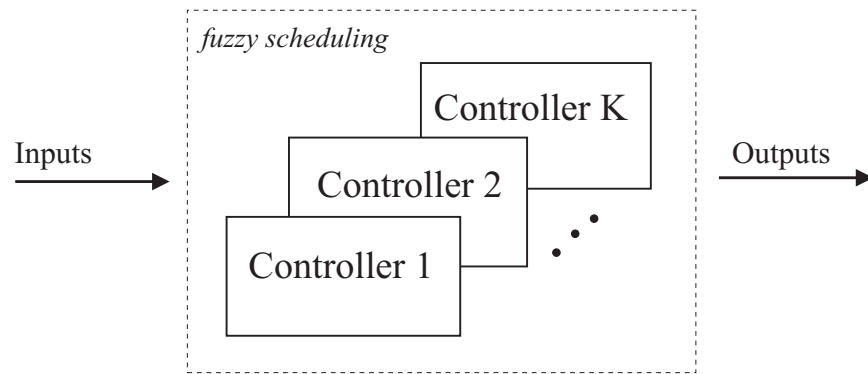 fuzzy scheduling
Controller K
Inputs
Outputs
Controller 2
Controller 1